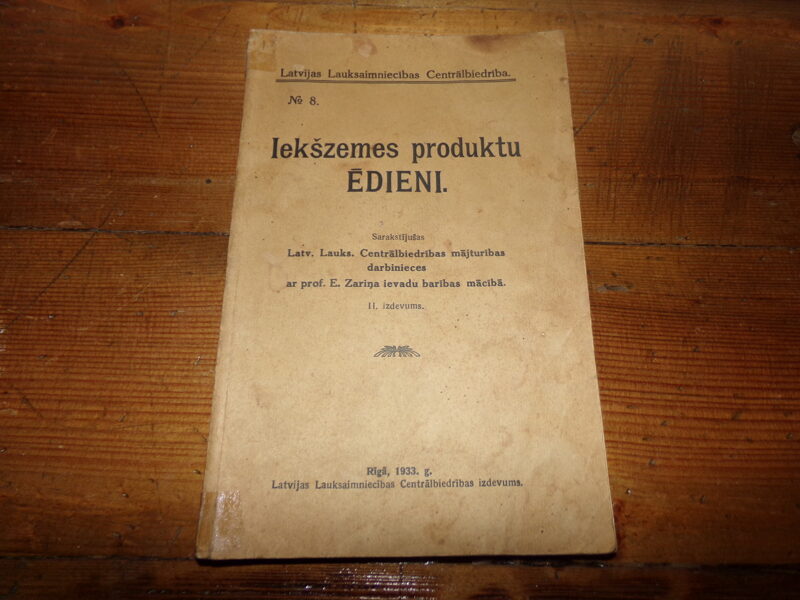 Latvijas Lauksaimniecības Centrālbiedrība.
№ 8.
Iekšzemes produktu
ĒDIENI.
Sarakstījušas
Latv. Lauks. Centrālbiedrības mājturības
darbinieces
ar prof. E. Zariņa ievadu barības mācībā.
II. izdevums.
Rīgā, 1933. g.
Latvijas Lauksaimniecības Centrālbiedrības izdevums.